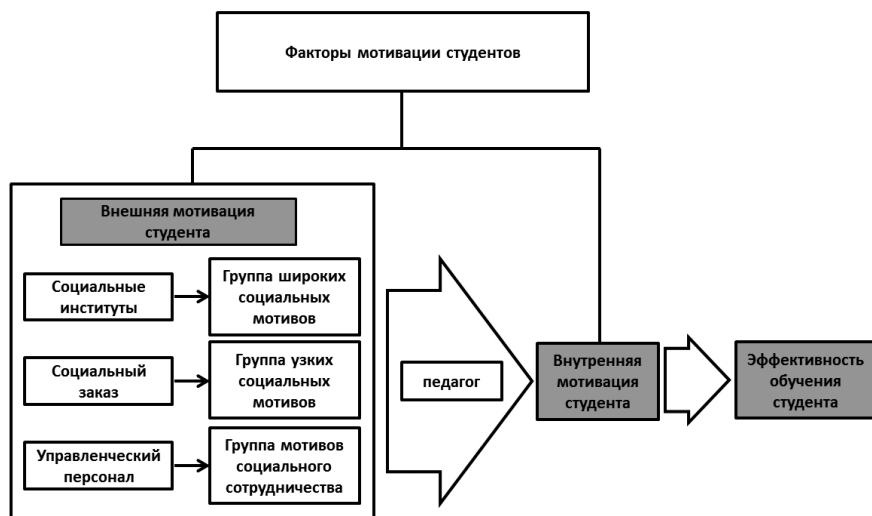 Факторы мотивации студентов
Внешняя мотивация
студента
Социальные
институты
Группа широких
социальных
мотивов
Социальный
заказ
Группа узких
социальных
мотивов
Управленческий
персонал
Группа мотивов
социального
сотрудничества
педагог
Внутренняя
мотивация
студента
Эффективность
обучения
студента